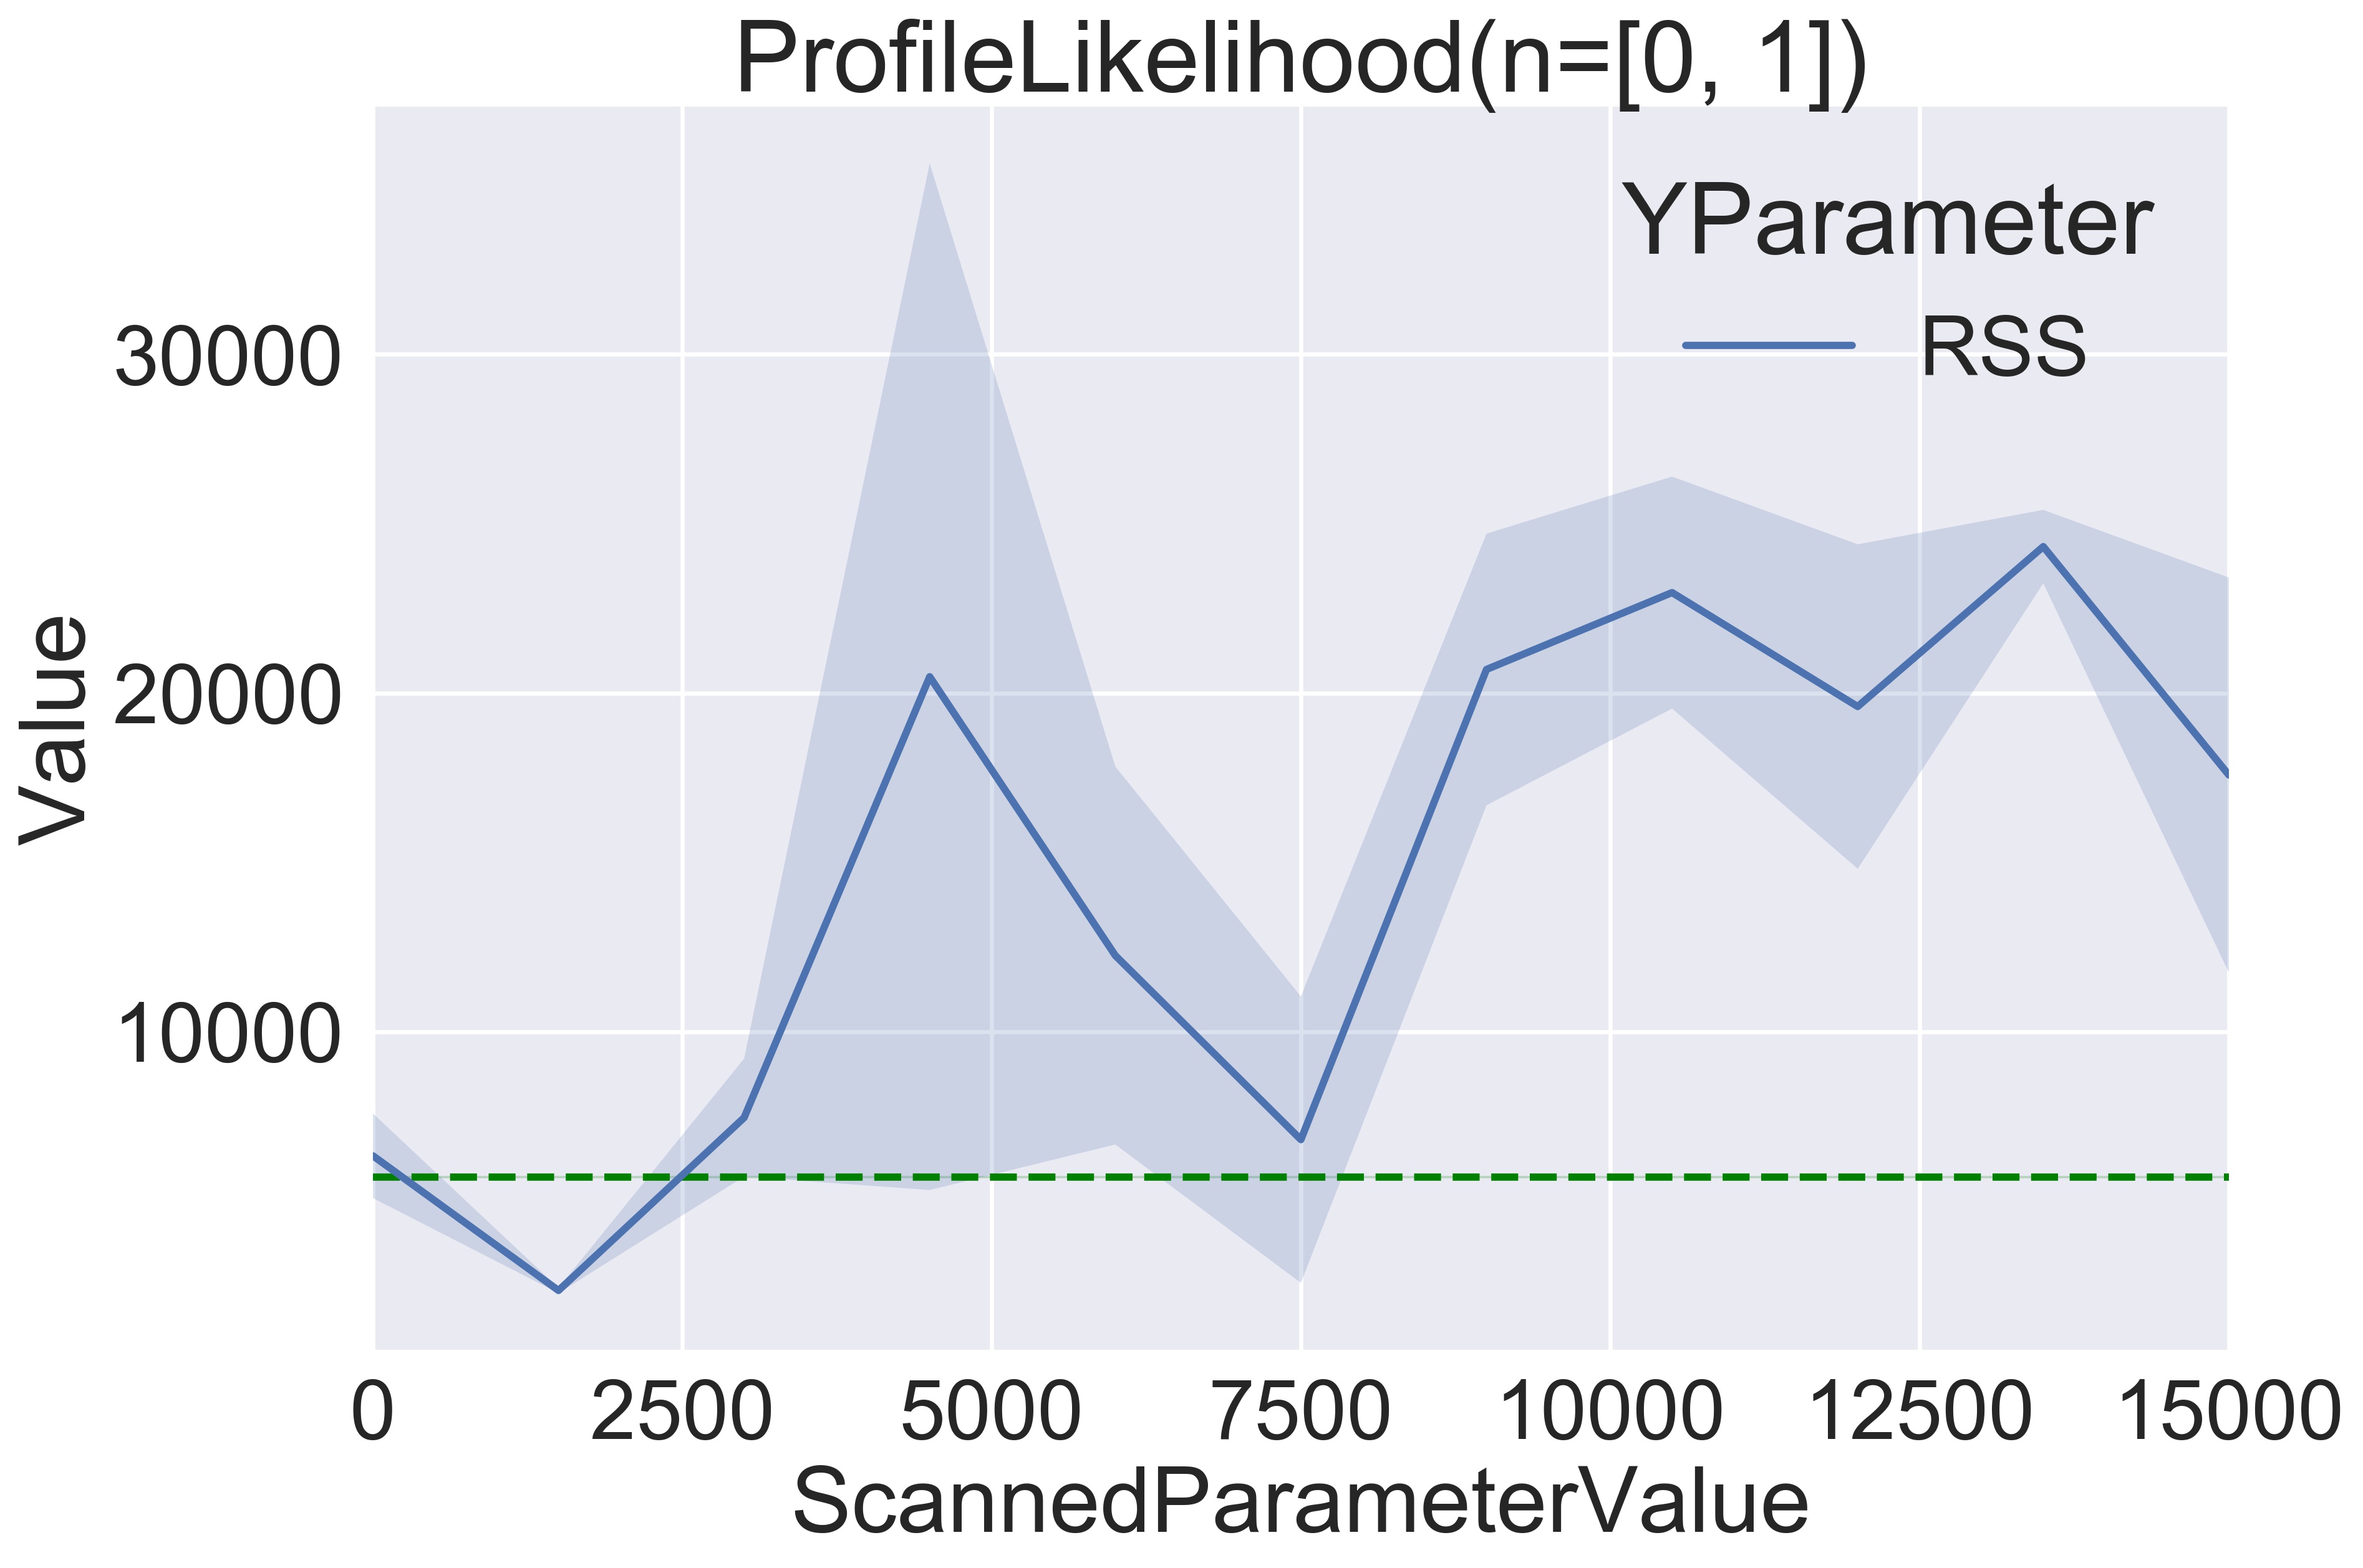 ProfileLikelihood(n=[0, 1])
YParameter
RSS
Value
30000
20000
10000
0 2500 5000 7500 10000 12500 15000
ScannedParameterValue